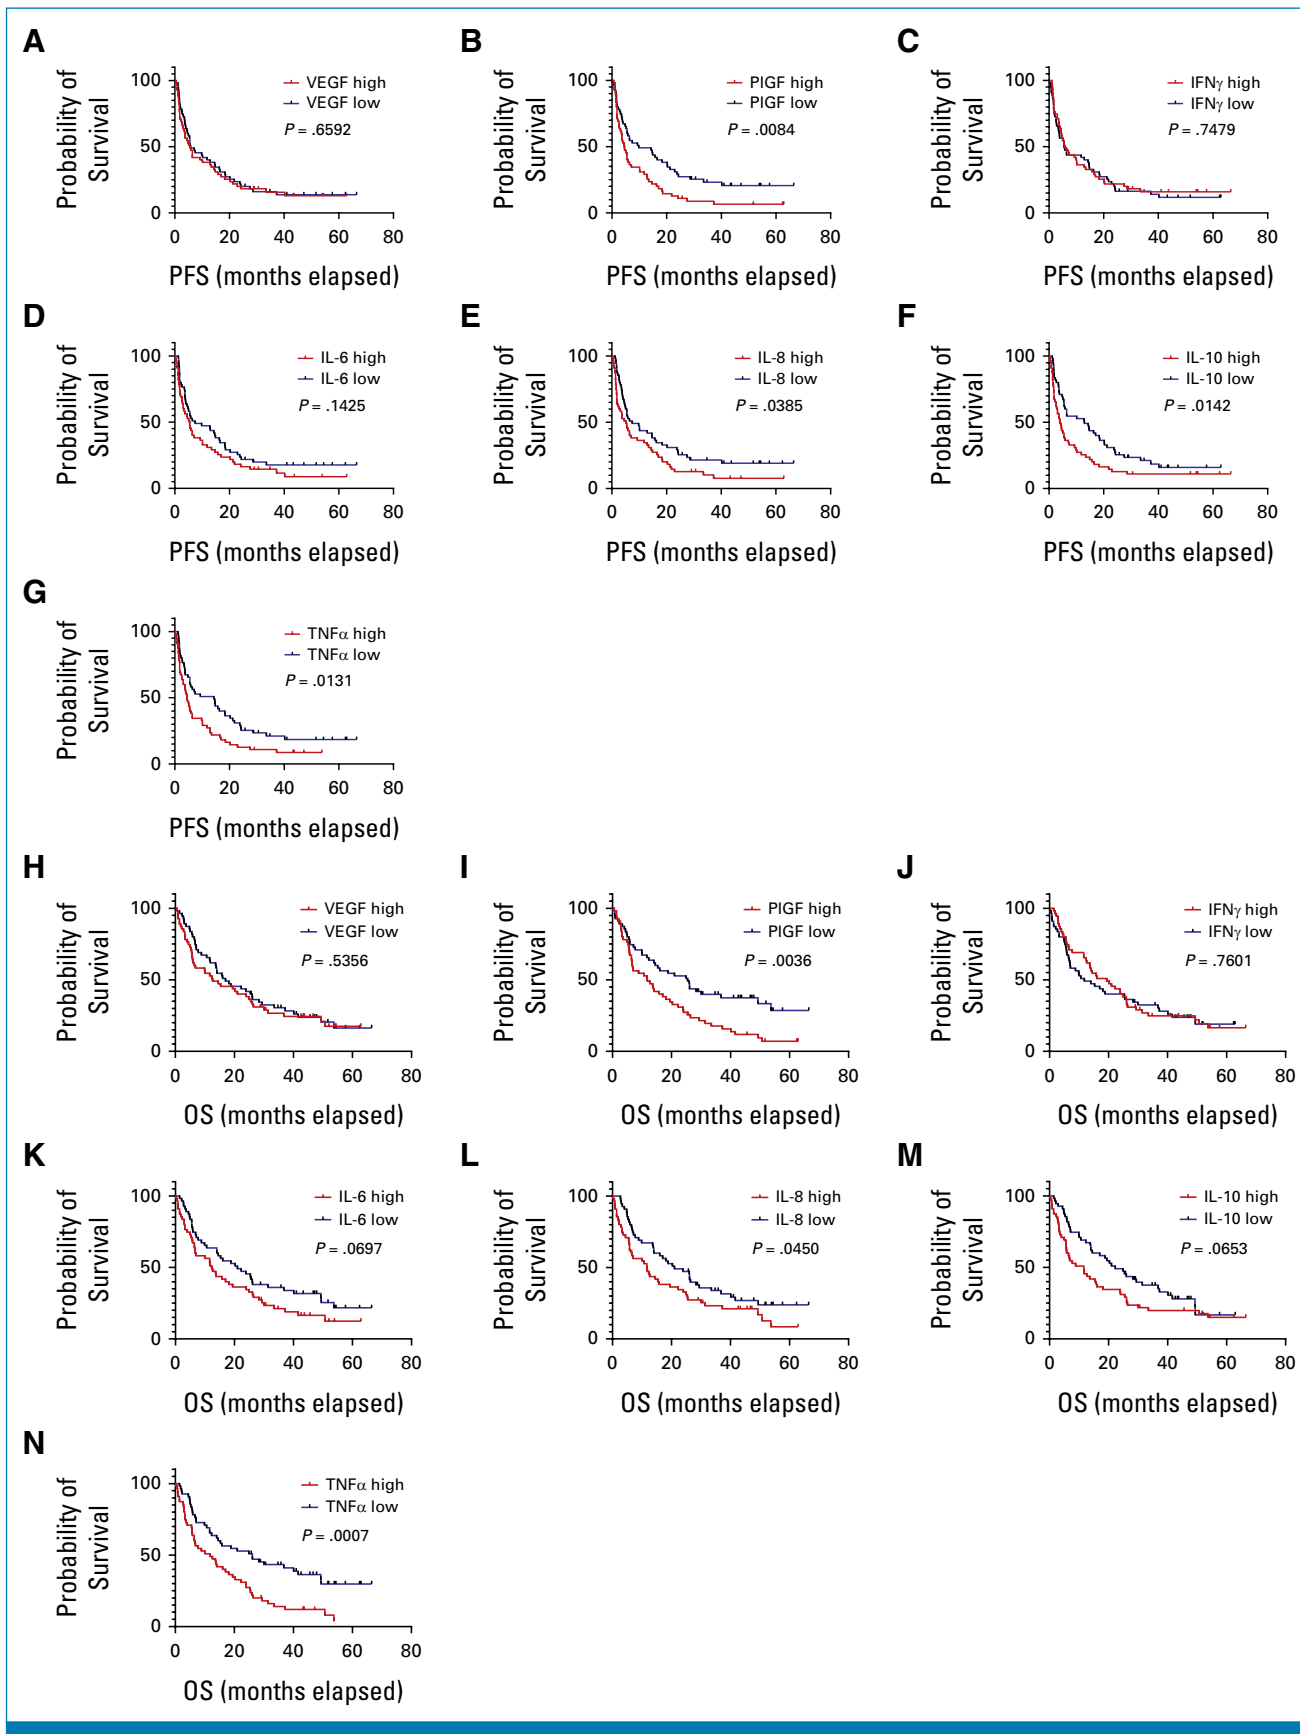 A
Probability of
Survival
100
50
0
VEGF high
VEGF low
P = .6592
0 20 40 60 80
PFS (months elapsed)
B
Probability of
Survival
100
50
0
PlGF high
PlGF low
P = .0084
0 20 40 60 80
PFS (months elapsed)
C
Probability of
Survival
100
50
0
IFNγ high
IFNγ low
P = .7479
0 20 40 60 80
PFS (months elapsed)
D
Probability of
Survival
100
50
0
IL-6 high
IL-6 low
P = .1425
0 20 40 60 80
PFS (months elapsed)
E
Probability of
Survival
100
50
0
IL-8 high
IL-8 low
P = .0385
0 20 40 60 80
PFS (months elapsed)
F
Probability of
Survival
100
50
0
IL-10 high
IL-10 low
P = .0142
0 20 40 60 80
PFS (months elapsed)
G
Probability of
Survival
100
50
0
TNFα high
TNFα low
P = .0131
0 20 40 60 80
PFS (months elapsed)
H
Probability of
Survival
100
50
0
VEGF high
VEGF low
P = .5356
0 20 40 60 80
OS (months elapsed)
I
Probability of
Survival
100
50
0
PlGF high
PlGF low
P = .0036
0 20 40 60 80
OS (months elapsed)
J
Probability of
Survival
100
50
0
IFNγ high
IFNγ low
P = .7601
0 20 40 60 80
OS (months elapsed)
K
Probability of
Survival
100
50
0
IL-6 high
IL-6 low
P = .0697
0 20 40 60 80
OS (months elapsed)
L
Probability of
Survival
100
50
0
IL-8 high
IL-8 low
P = .0450
0 20 40 60 80
OS (months elapsed)
M
Probability of
Survival
100
50
0
IL-10 high
IL-10 low
P = .0653
0 20 40 60 80
OS (months elapsed)
N
Probability of
Survival
100
50
0
TNFα high
TNFα low
P = .0007
0 20 40 60 80
OS (months elapsed)